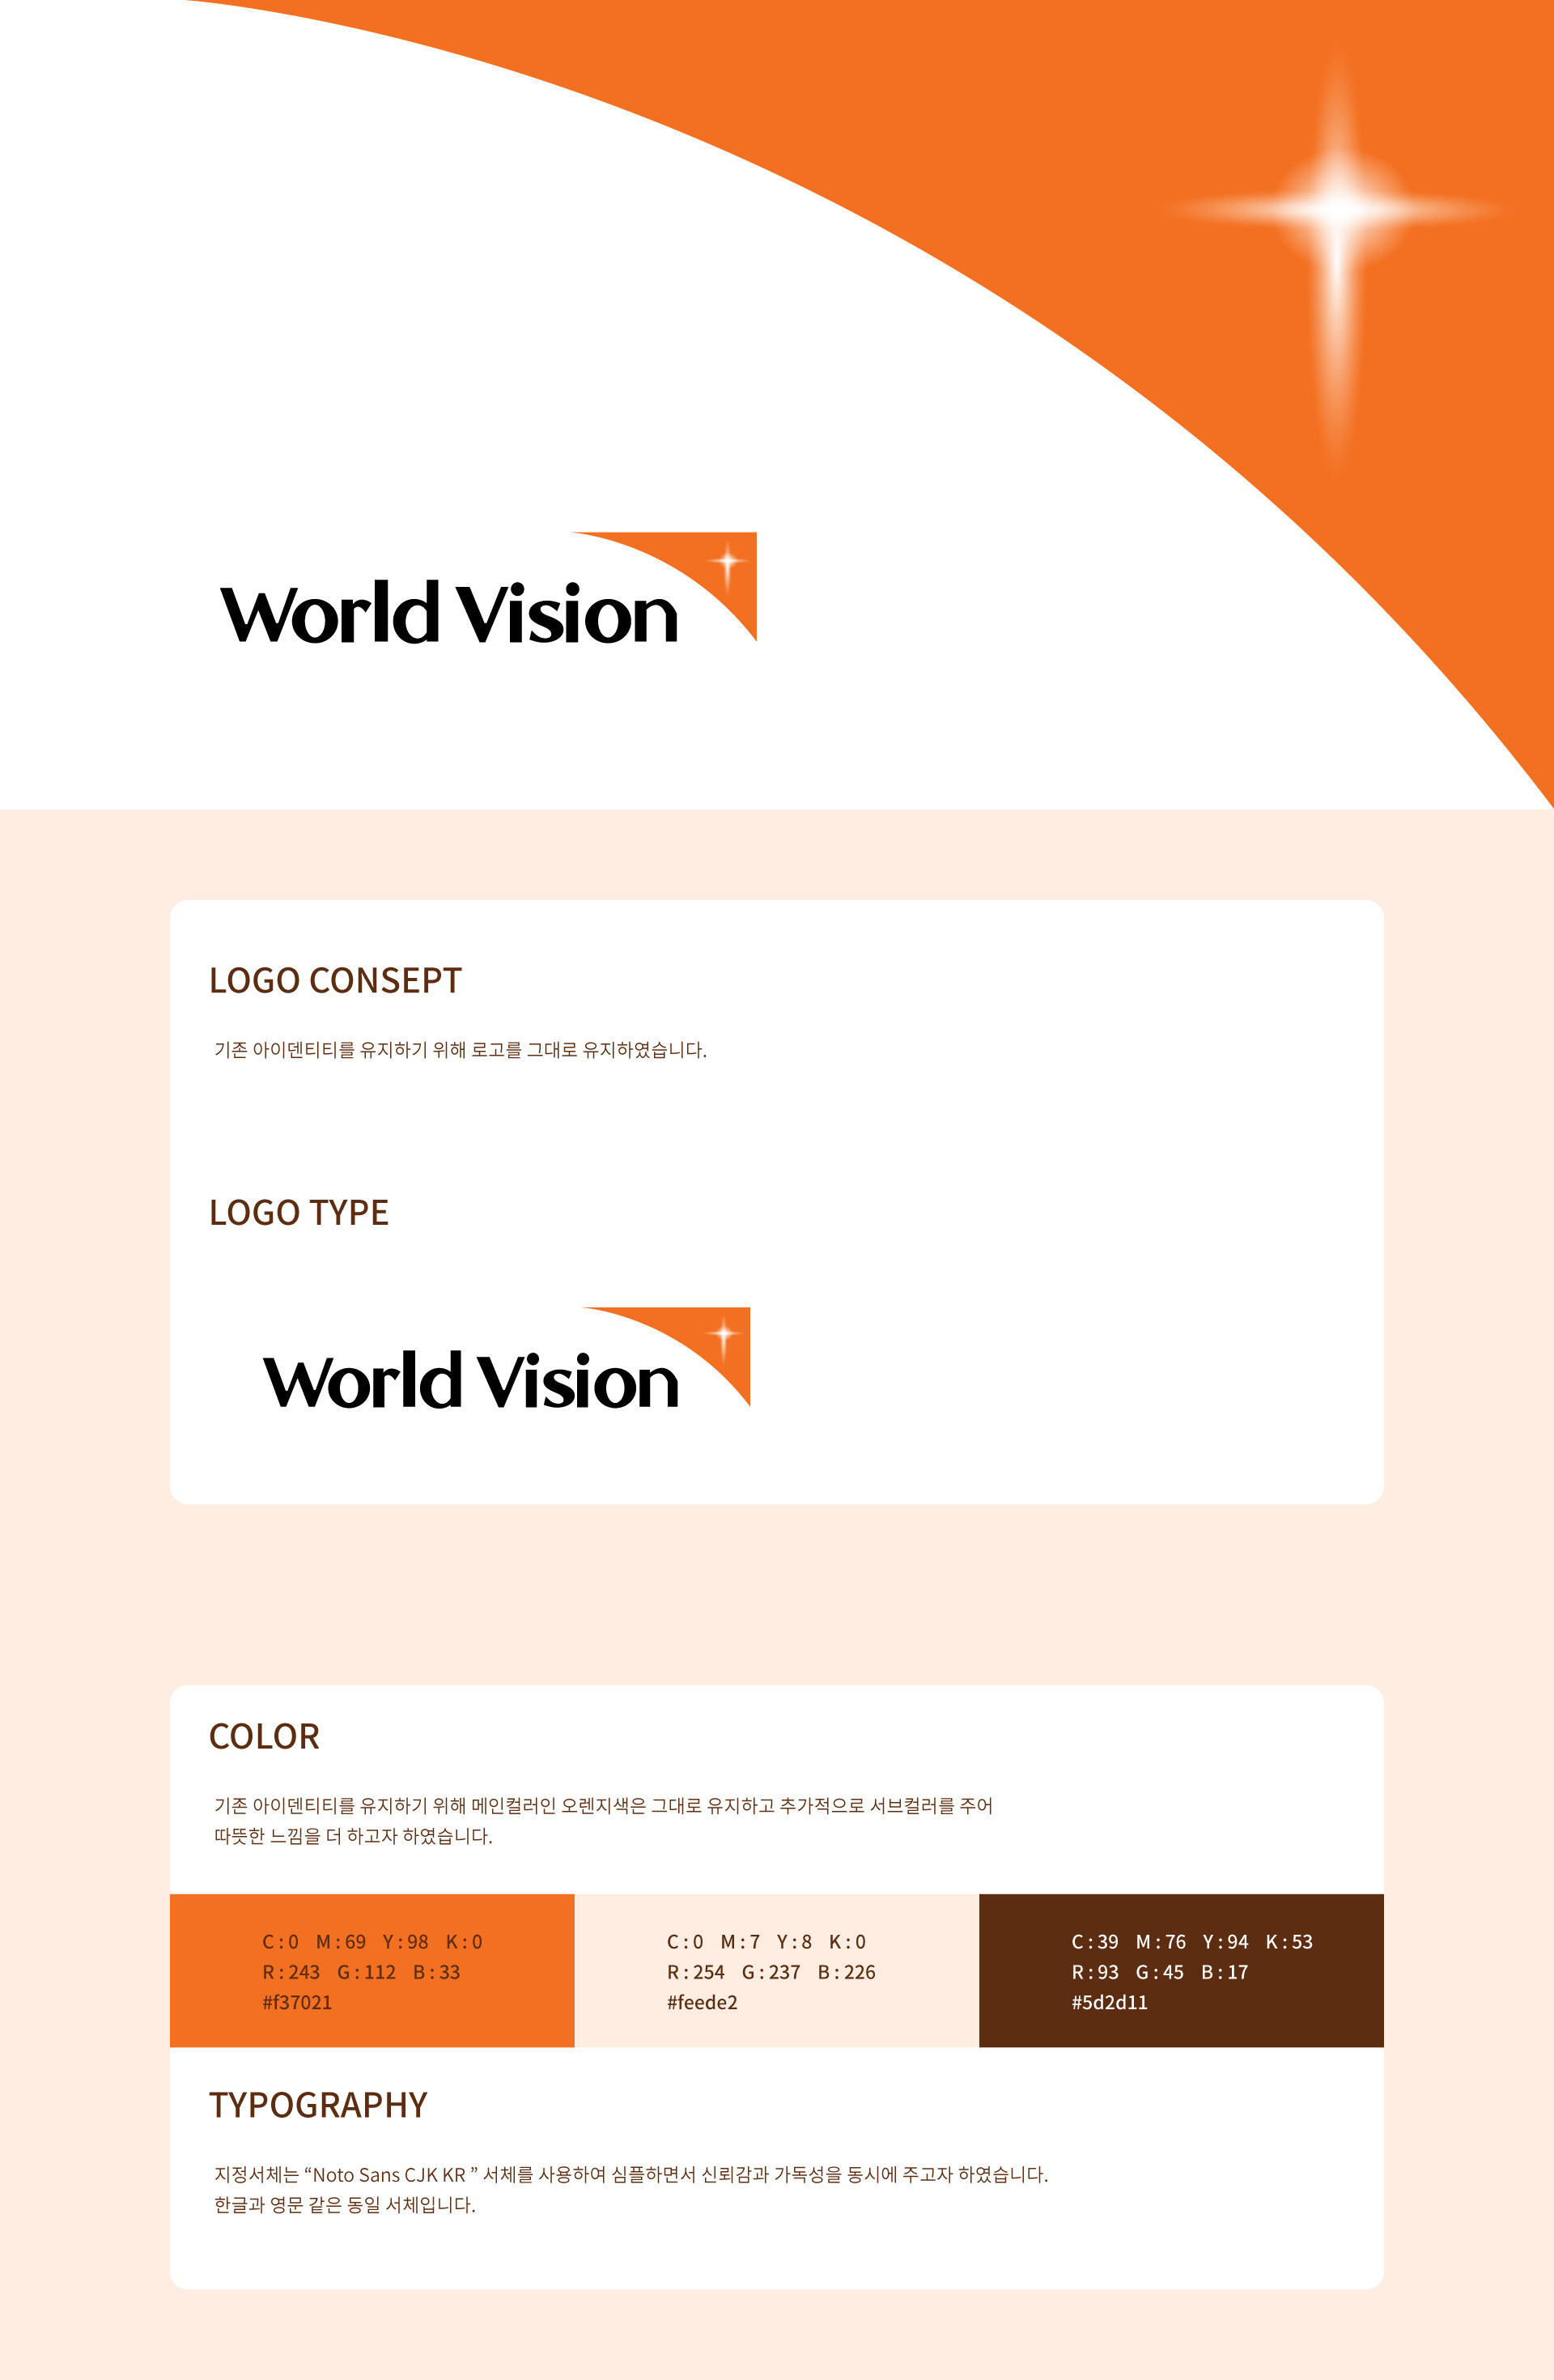 World Vision
LOGO CONSEPT
기존 아이덴티티를 유지하기 위해 로고를 그대로 유지하였습니다.
LOGO TYPE
World Vision
COLOR
기존 아이덴티티를 유지하기 위해 메인컬러인 오렌지색은 그대로 유지하고 추가적으로 서브컬러를 주어
따뜻한 느낌을 더 하고자 하였습니다.
C : 0 M : 69 Y : 98 K : 0
R : 243 G : 112 B : 33
#f37021
C : 0 M : 7 Y : 8 K : 0
R : 254 G : 237 B : 226
#feede2
C : 39 M : 76 Y : 94 K : 53
R : 93 G : 45 B : 17
#5d2d11
TYPOGRAPHY
지정서체는 “Noto Sans CJK KR ” 서체를 사용하여 심플하면서 신뢰감과 가독성을 동시에 주고자 하였습니다.
한글과 영문 같은 동일 서체입니다.